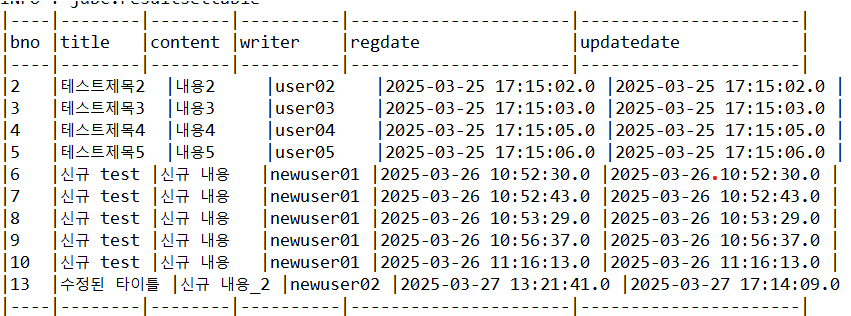 |----|--------|--------|---------|----------------------|----------------------|
|bno |title |content |writer |regdate |updatedate |
|----|--------|--------|---------|----------------------|----------------------|
|2 |테스트제목2 |내용2 |user02 |2025-03-25 17:15:02.0 |2025-03-25 17:15:02.0 |
|3 |테스트제목3 |내용3 |user03 |2025-03-25 17:15:03.0 |2025-03-25 17:15:03.0 |
|4 |테스트제목4 |내용4 |user04 |2025-03-25 17:15:05.0 |2025-03-25 17:15:05.0 |
|5 |테스트제목5 |내용5 |user05 |2025-03-25 17:15:06.0 |2025-03-25 17:15:06.0 |
|6 |신규 test |신규 내용 |newuser01 |2025-03-26 10:52:30.0 |2025-03-26 10:52:30.0 |
|7 |신규 test |신규 내용 |newuser01 |2025-03-26 10:52:43.0 |2025-03-26 10:52:43.0 |
|8 |신규 test |신규 내용 |newuser01 |2025-03-26 10:53:29.0 |2025-03-26 10:53:29.0 |
|9 |신규 test |신규 내용 |newuser01 |2025-03-26 10:56:37.0 |2025-03-26 10:56:37.0 |
|10 |신규 test |신규 내용 |newuser01 |2025-03-26 11:16:13.0 |2025-03-26 11:16:13.0 |
|13 |수정된 타이틀 |신규 내용_2 |newuser02 |2025-03-27 13:21:41.0 |2025-03-27 17:14:09.0
|----|--------|--------|---------|----------------------|----------------------|